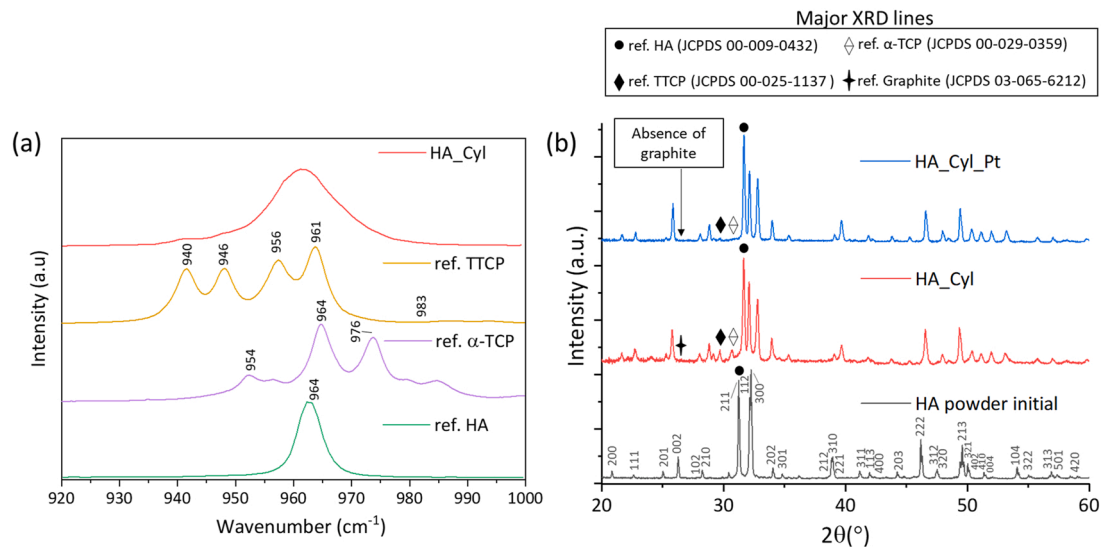 Major XRD lines
● ref. HA (JCPDS 00-009-0432)
ref. α-TCP (JCPDS 00-029-0359)
♦ ref. TTCP (JCPDS 00-025-1137 )
ref. Graphite (JCPDS 03-065-6212)
(a)
HA_Cyl
940
946
956
961
ref. TTCP
983
954
964
976
ref. α-TCP
964
ref. HA
Intensity (a.u)
920 930 940 950 960 970 980 990 1000
Wavenumber (cm⁻¹)
(b)
Absence of
graphite
HA_Cyl_Pt
HA_Cyl
HA powder initial
200
111
201
002
102
210
211
112
300
202
301
212
310
221
311
113
400
203
222
312
320
213
321
402
410
004
104
322
313
501
420
Intensity (a.u.)
20 30 40 50 60
2θ(°)